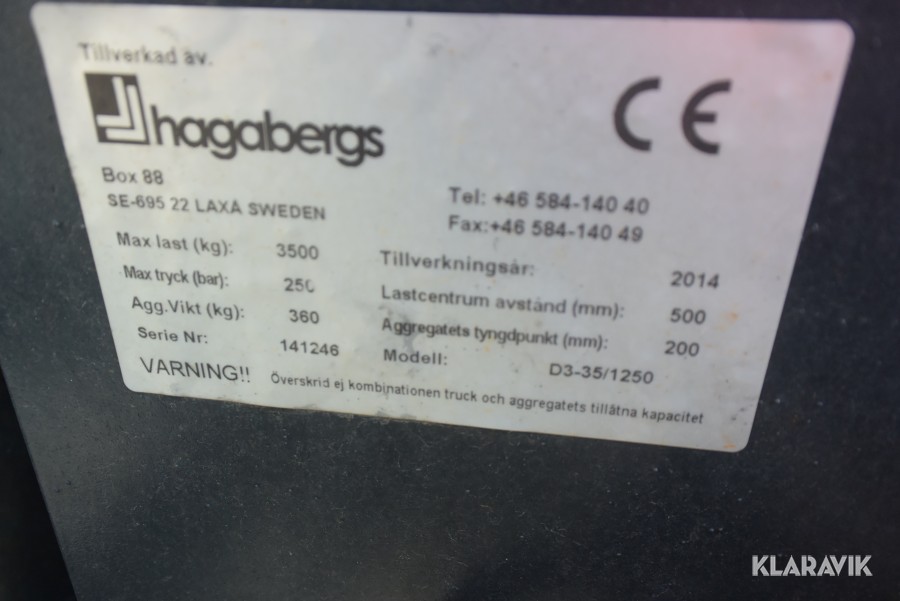 Tillverkad av.
hagabergs
CE
Box 88
SE-695 22 LAXÅ SWEDEN
Tel: +46 584-140 40
Fax:+46 584-140 49
Max last (kg): 3500
Tillverkningsår: 2014
Max tryck (bar): 250
Lastcentrum avstånd (mm): 500
Agg.Vikt (kg): 360
Aggregatets tyngdpunkt (mm): 200
Serie Nr: 141246
Modell: D3-35/1250
VARNING!! Överskrid ej kombinationen truck och aggregatets tillåtna kapacitet
KLARAVIK